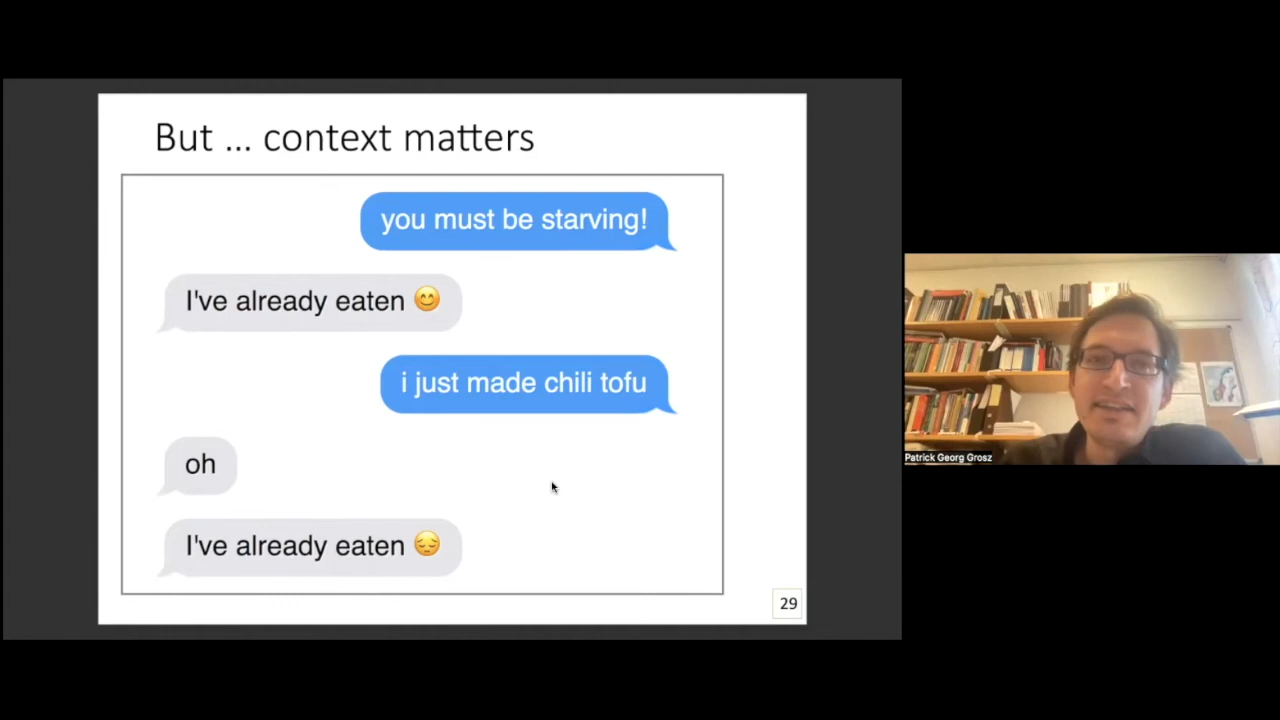 But ... context matters
you must be starving!
I've already eaten 😊
i just made chili tofu
oh
I've already eaten 😔
29
Patrick Georg Grosz